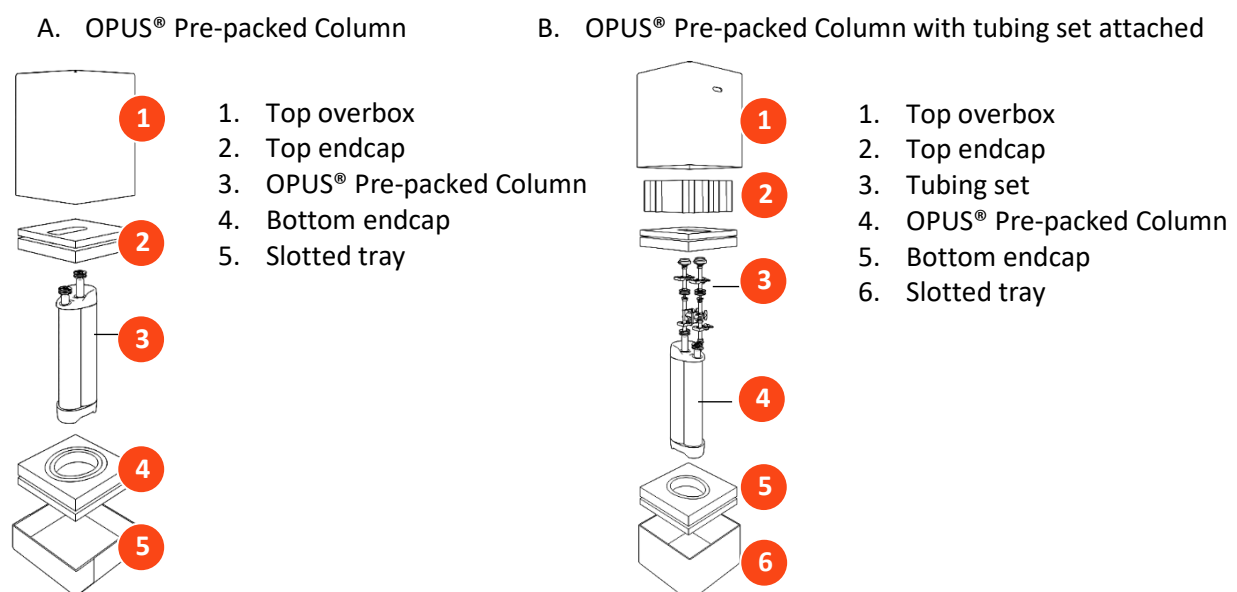 A. OPUS® Pre-packed Column
1
2
3
4
5
1. Top overbox
2. Top endcap
3. OPUS® Pre-packed Column
4. Bottom endcap
5. Slotted tray
B. OPUS® Pre-packed Column with tubing set attached
1
2
3
4
5
6
1. Top overbox
2. Top endcap
3. Tubing set
4. OPUS® Pre-packed Column
5. Bottom endcap
6. Slotted tray